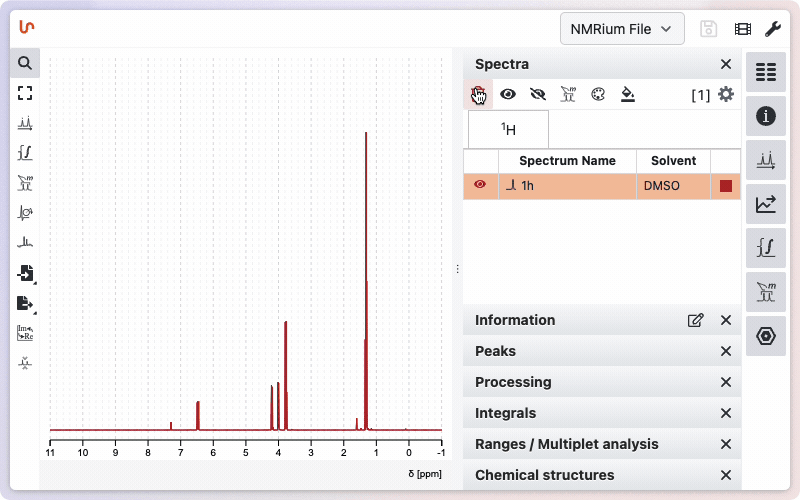 NMRium File
Spectra
[1]
1H
Spectrum Name Solvent
1h DMSO
Information
Peaks
Processing
Integrals
Ranges / Multiplet analysis
Chemical structures
11 10 9 8 7 6 5 4 3 2 1 0 -1
δ [ppm]